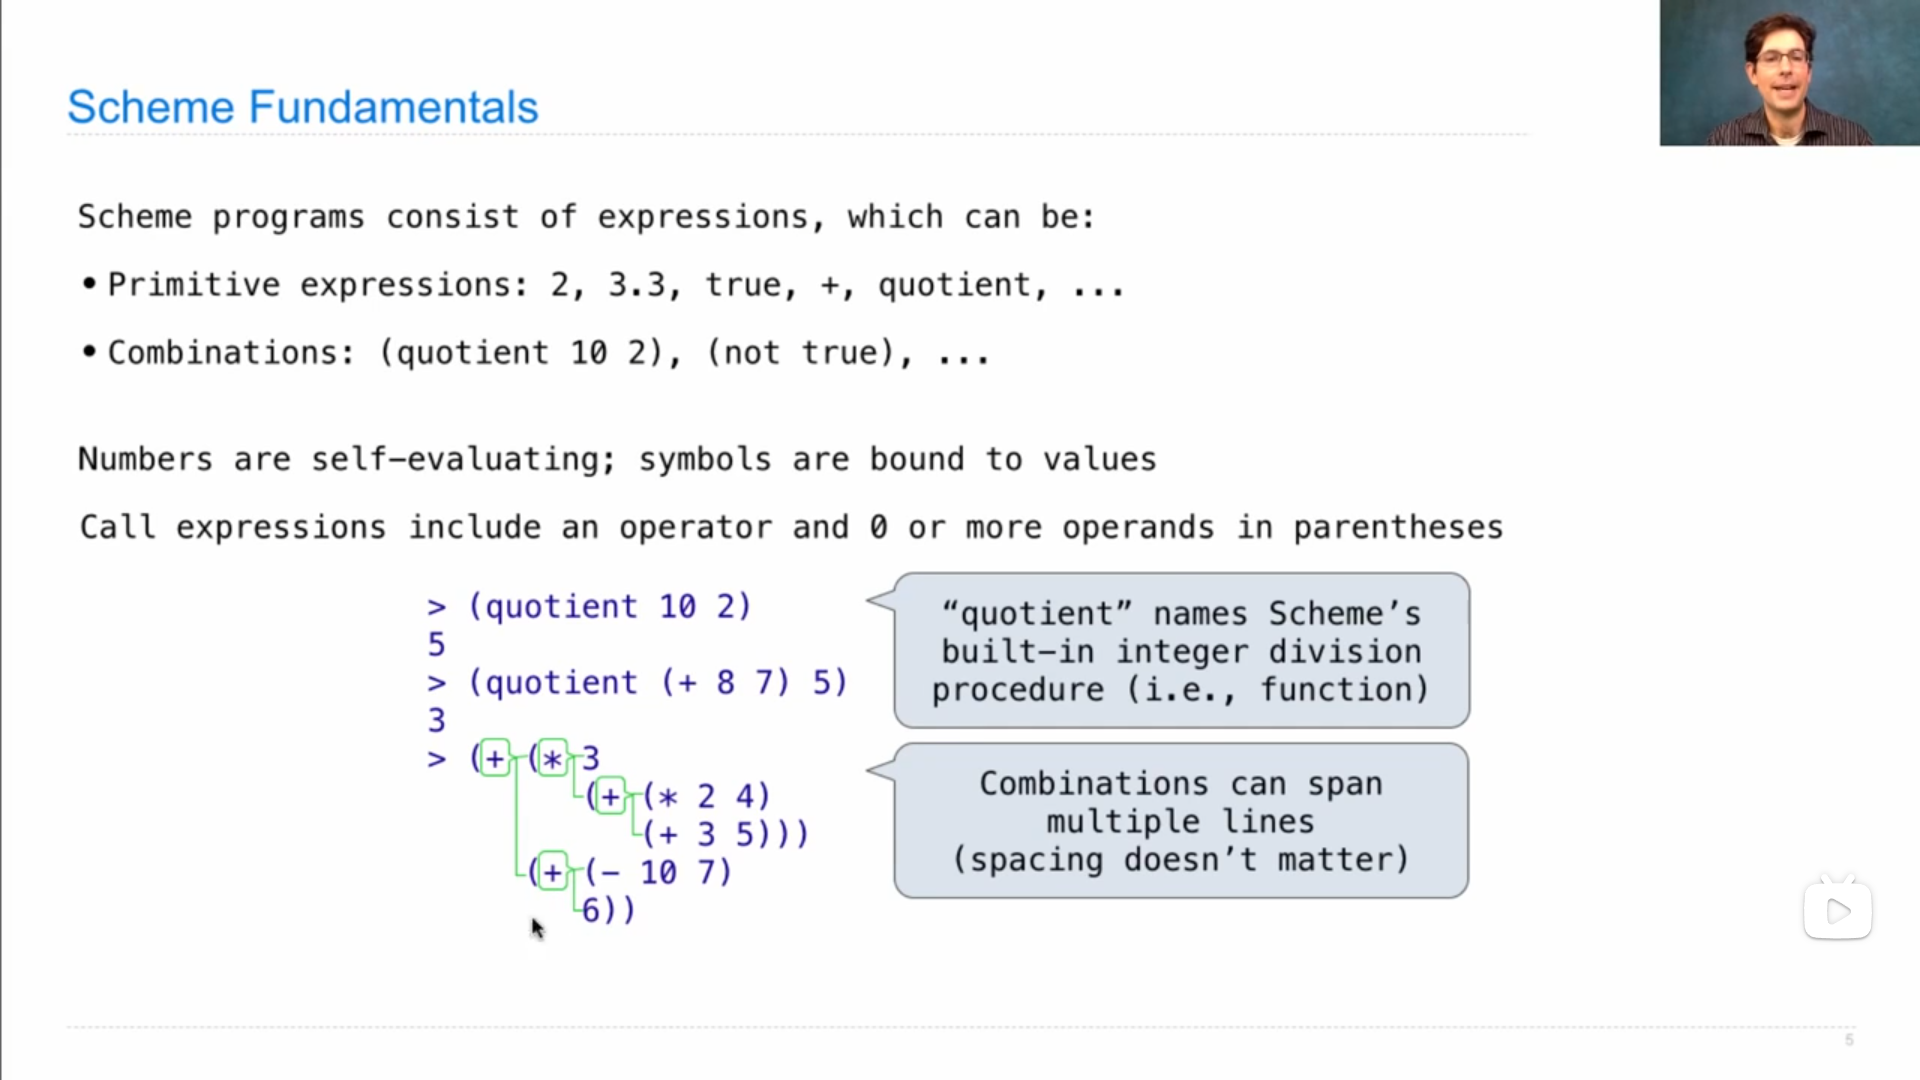 Scheme Fundamentals
Scheme programs consist of expressions, which can be:
• Primitive expressions: 2, 3.3, true, +, quotient, ...
• Combinations: (quotient 10 2), (not true), ...
Numbers are self-evaluating; symbols are bound to values
Call expressions include an operator and 0 or more operands in parentheses
> (quotient 10 2)
5
> (quotient (+ 8 7) 5)
3
> (+ (* 3
(+ (* 2 4)
(+ 3 5)))
(+ (- 10 7)
6))
“quotient” names Scheme’s
built-in integer division
procedure (i.e., function)
Combinations can span
multiple lines
(spacing doesn’t matter)
5